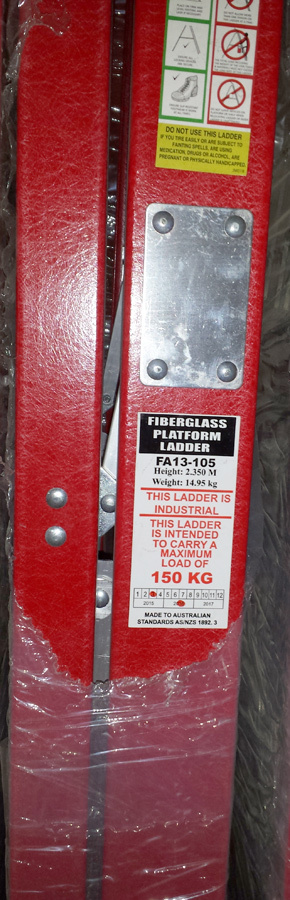 DO NOT USE THIS LADDER
IF YOU TIRE EASILY OR ARE SUBJECT TO
FAINTING SPELLS, ARE USING
MEDICATION, DRUGS OR ALCOHOL, ARE
PREGNANT OR PHYSICALLY HANDICAPPED
FIBERGLASS
PLATFORM
LADDER
FA13-105
Height: 2.350 M
Weight: 14.95 kg
THIS LADDER IS
INDUSTRIAL
THIS LADDER
IS INTENDED
TO CARRY A
MAXIMUM
LOAD OF
150 KG
1 2 4 5 6 7 8 9 10 11 12
2015 2017
MADE TO AUSTRALIAN
STANDARDS AS/NZS 1892. 3